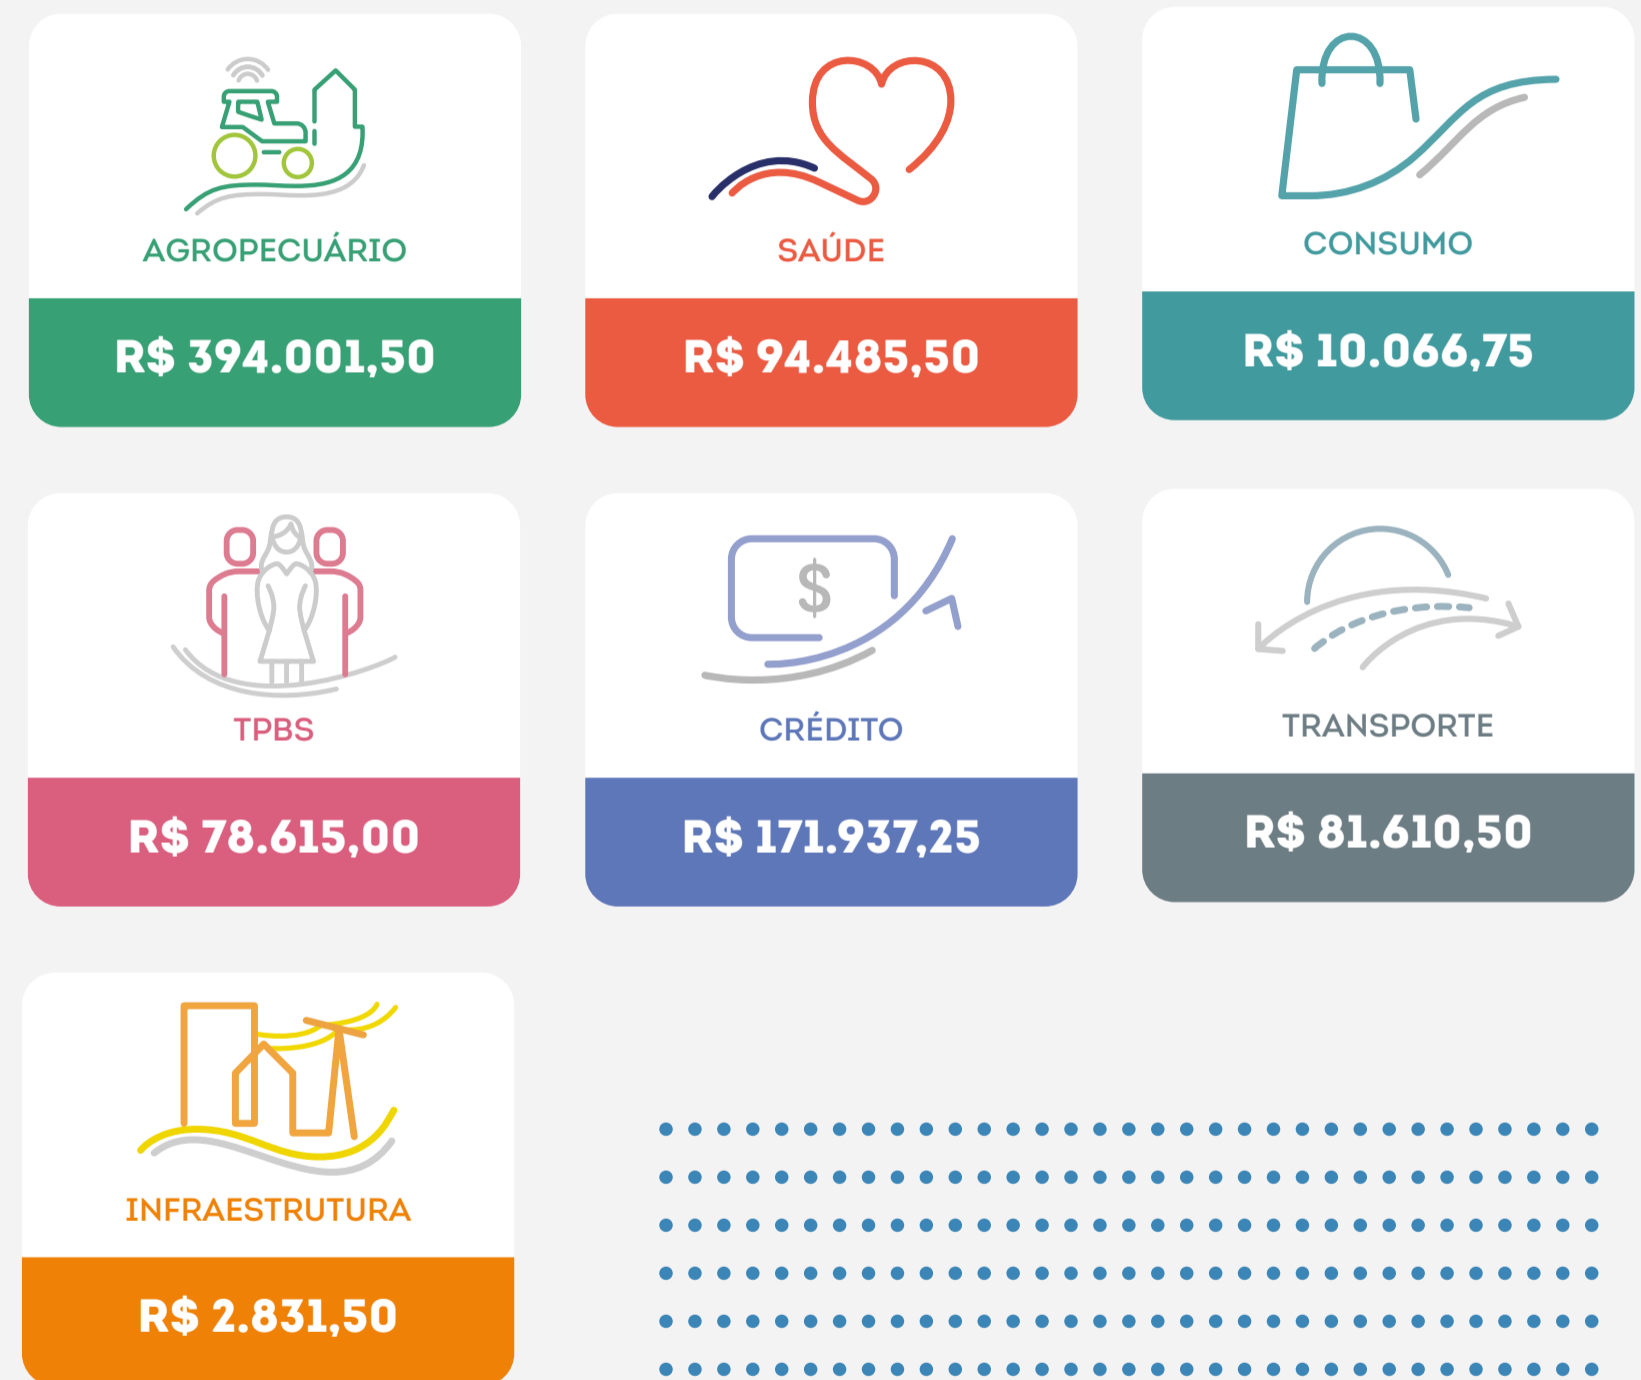 AGROPECUÁRIO
R$ 394.001,50
SAÚDE
R$ 94.485,50
CONSUMO
R$ 10.066,75
TPBS
R$ 78.615,00
$
CRÉDITO
R$ 171.937,25
TRANSPORTE
R$ 81.610,50
INFRAESTRUTURA
R$ 2.831,50